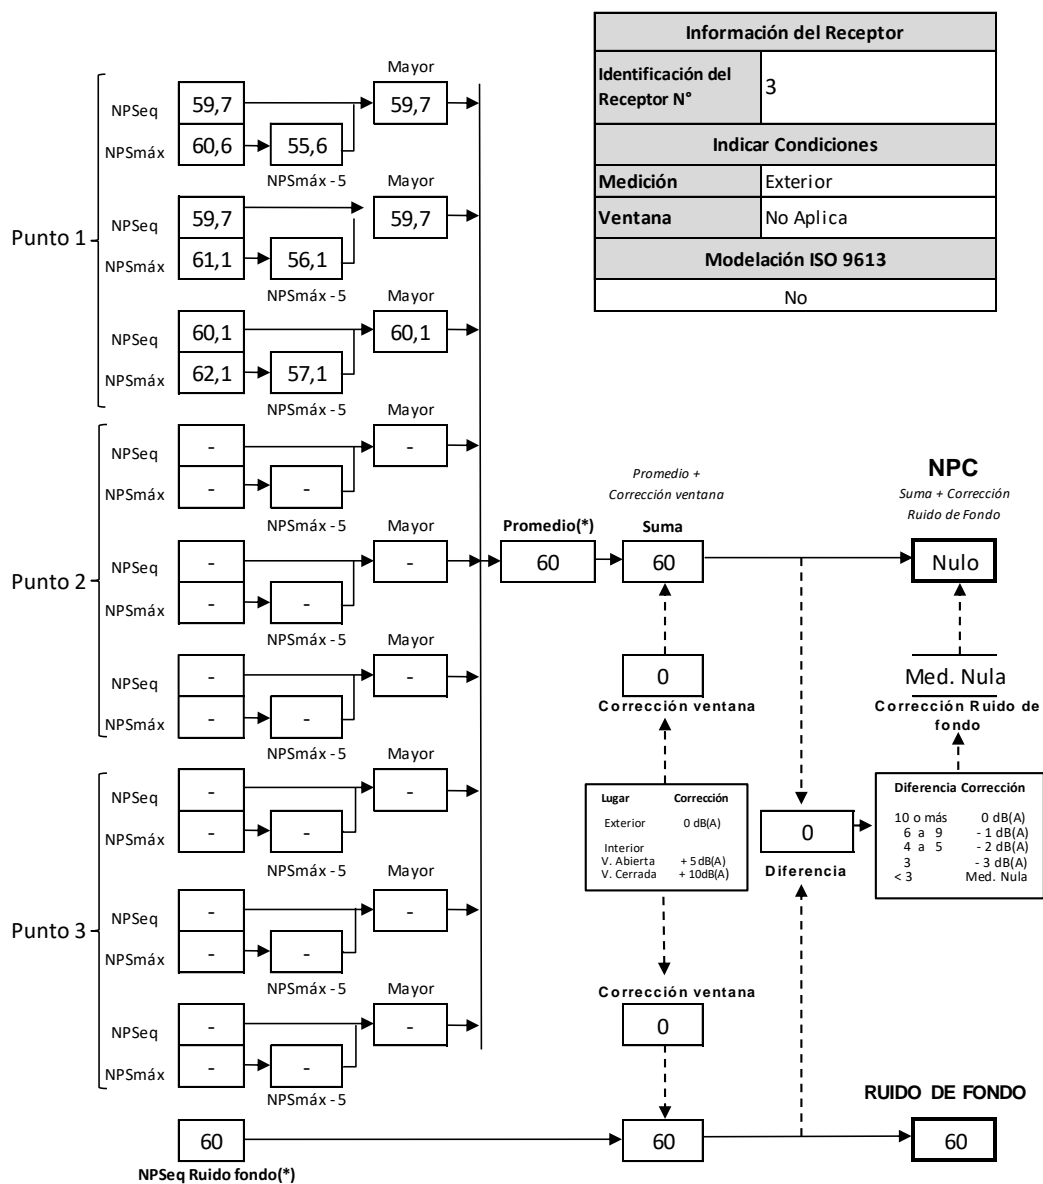 Información del Receptor
Identificación del Receptor N° 3
Indicar Condiciones
Medición Exterior
Ventana No Aplica
Modelación ISO 9613
No
Punto 1
Mayor
NPSeq 59,7 59,7
NPSmáx 60,6 55,6
NPSmáx - 5
Mayor
NPSeq 59,7 59,7
NPSmáx 61,1 56,1
NPSmáx - 5
Mayor
NPSeq 60,1 60,1
NPSmáx 62,1 57,1
NPSmáx - 5
Punto 2
Mayor
NPSeq - -
NPSmáx - -
NPSmáx - 5
Mayor
NPSeq - -
NPSmáx - -
NPSmáx - 5
Mayor
NPSeq - -
NPSmáx - -
NPSmáx - 5
Punto 3
Mayor
NPSeq - -
NPSmáx - -
NPSmáx - 5
Mayor
NPSeq - -
NPSmáx - -
NPSmáx - 5
Mayor
NPSeq - -
NPSmáx - -
NPSmáx - 5
Promedio(*)
60
Promedio +
Corrección ventana
Suma
60
NPC
Suma + Corrección
Ruido de Fondo
Nulo
0
Corrección ventana
Med. Nula
Corrección Ruido de
fondo
Lugar Corrección
Exterior 0 dB(A)
Interior
V. Abierta + 5 dB(A)
V. Cerrada + 10dB(A)
0
Diferencia
Diferencia Corrección
10 o más 0 dB(A)
6 a 9 - 1 dB(A)
4 a 5 - 2 dB(A)
3 - 3 dB(A)
< 3 Med. Nula
Corrección ventana
0
RUIDO DE FONDO
60 60 60
NPSeq Ruido fondo(*)